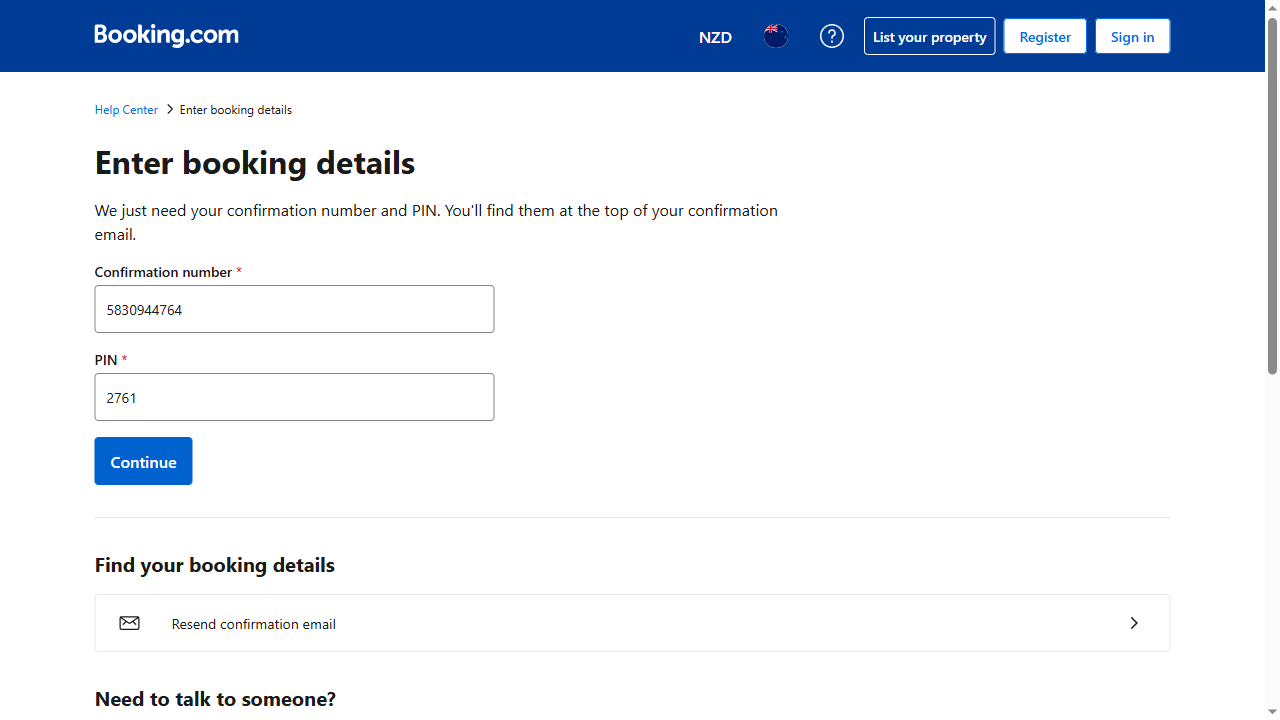 Booking.com
NZD
List your property
Register
Sign in
Help Center
Enter booking details
Enter booking details
We just need your confirmation number and PIN. You'll find them at the top of your confirmation
email.
Confirmation number *
5830944764
PIN *
2761
Continue
Find your booking details
Resend confirmation email
Need to talk to someone?